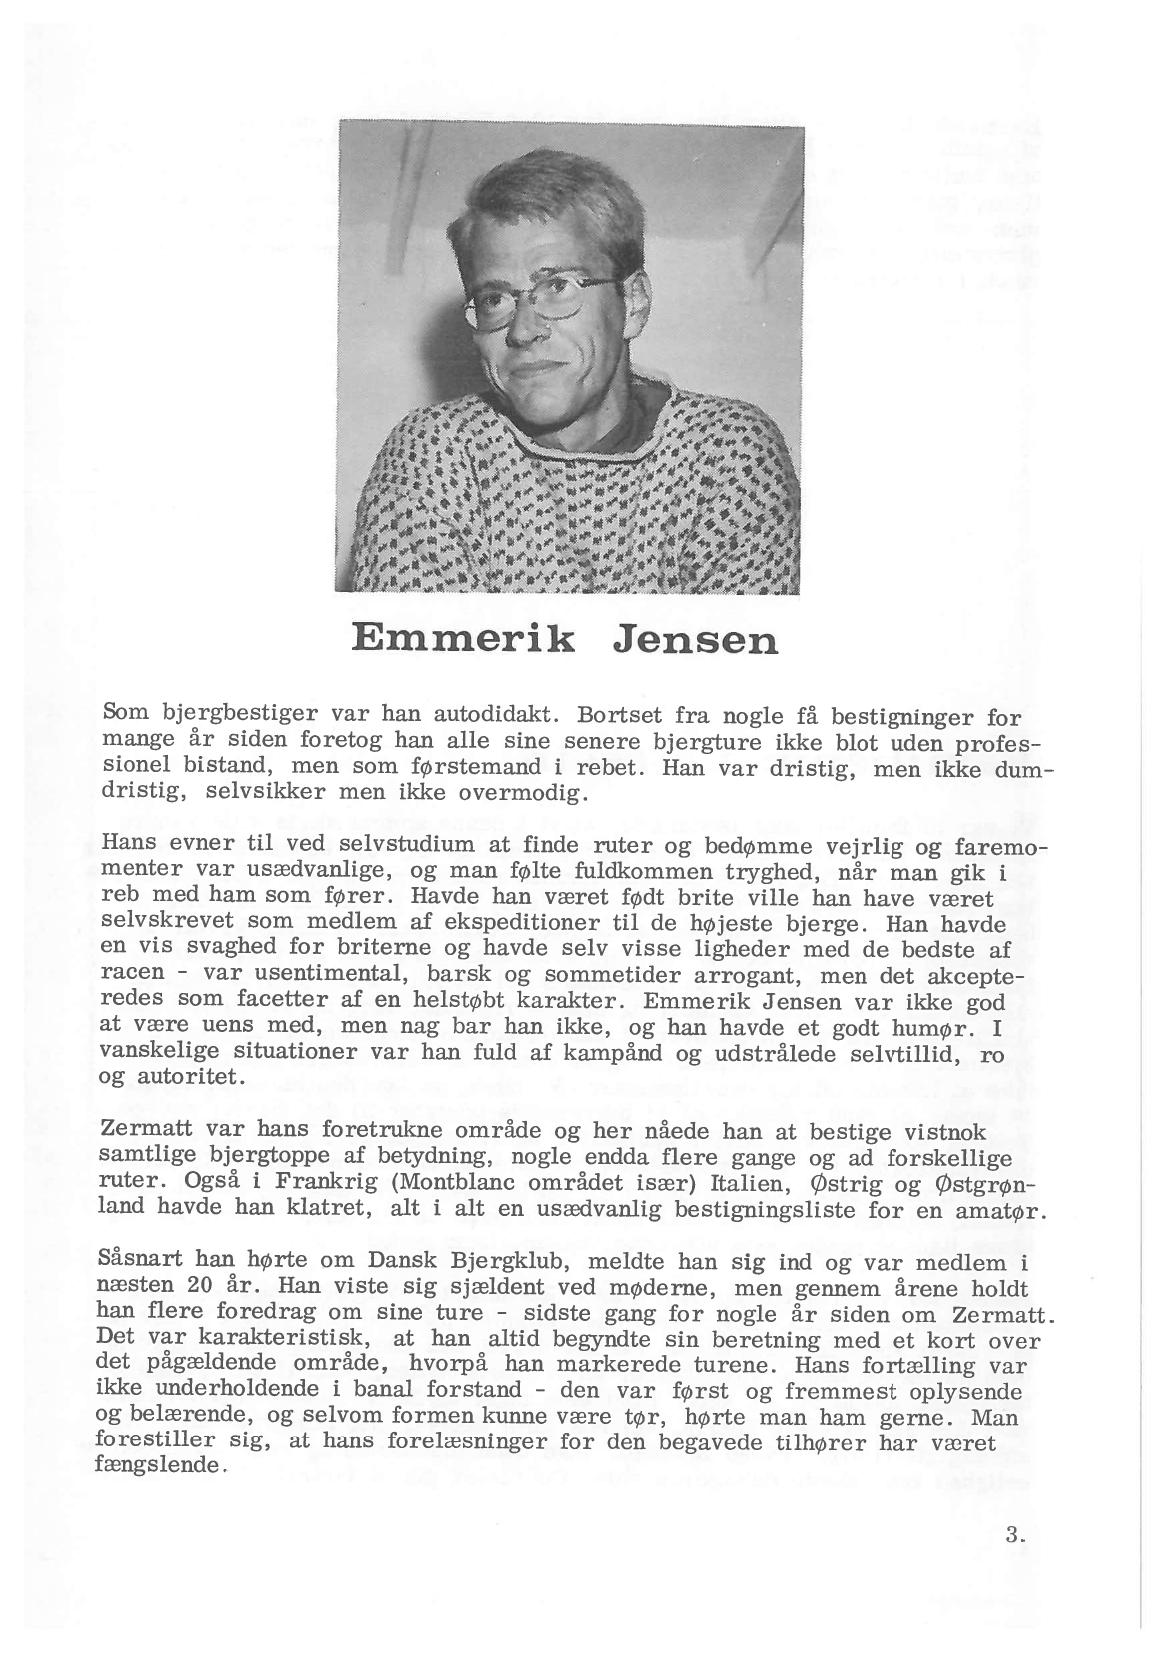 Emmerik Jensen
Som bjergbestiger var han autodidakt. Bortset fra nogle få bestigninger for
mange år siden foretog han alle sine senere bjergture ikke blot uden profes-
sionel bistand, men som førstemand i rebet. Han var dristig, men ikke dum-
dristig, selvsikker men ikke overmodig.
Hans evner til ved selvstudium at finde ruter og bedømme vejrlig og faremo-
menter var usædvanlige, og man følte fuldkommen tryghed, når man gik i
reb med ham som fører. Havde han været født brite ville han have været
selvskrevet som medlem af ekspeditioner til de højeste bjerge. Han havde
en vis svaghed for briterne og havde selv visse ligheder med de bedste af
racen - var usentimental, barsk og sommetider arrogant, men det akcepte-
redes som facetter af en helstøbt karakter. Emmerik Jensen var ikke god
at være uens med, men nag bar han ikke, og han havde et godt humør. I
vanskelige situationer var han fuld af kampånd og udstrålede selvtillid, ro
og autoritet.
Zermatt var hans foretrukne område og her nåede han at bestige vistnok
samtlige bjergtoppe af betydning, nogle endda flere gange og ad forskellige
ruter. Også i Frankrig (Montblanc området især) Italien, Østrig og Østgrøn-
land havde han klatret, alt i alt en usædvanlig bestigningsliste for en amatør.
Såsnart han hørte om Dansk Bjergklub, meldte han sig ind og var medlem i
næsten 20 år. Han viste sig sjældent ved møderne, men gennem årene holdt
han flere foredrag om sine ture - sidste gang for nogle år siden om Zermatt.
Det var karakteristisk, at han altid begyndte sin beretning med et kort over
det pågældende område, hvorpå han markerede turene. Hans fortælling var
ikke underholdende i banal forstand - den var først og fremmest oplysende
og belærende, og selvom formen kunne være tør, hørte man ham gerne. Man
forestiller sig, at hans forelæsninger for den begavede tilhører har været
fængslende.
3.